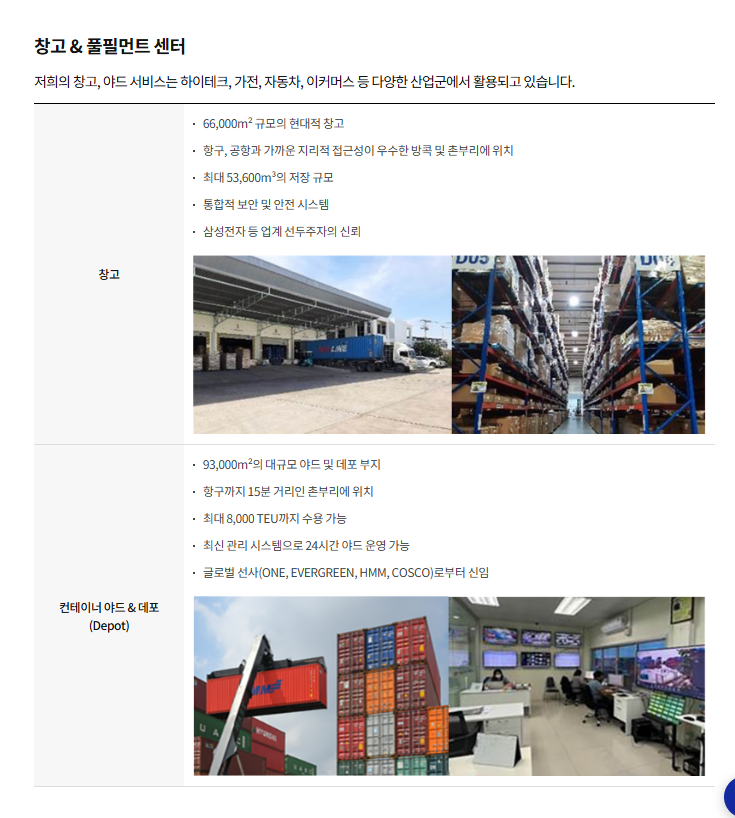 창고 & 풀필먼트 센터
저희의 창고, 야드 서비스는 하이테크, 가전, 자동차, 이커머스 등 다양한 산업군에서 활용되고 있습니다.
창고
· 66,000m² 규모의 현대적 창고
· 항구, 공항과 가까운 지리적 접근성이 우수한 방콕 및 촌부리에 위치
· 최대 53,600m³의 저장 규모
· 통합적 보안 및 안전 시스템
· 삼성전자 등 업계 선두주자의 신뢰
LINE
D05
컨테이너 야드 & 데포
(Depot)
· 93,000m²의 대규모 야드 및 데포 부지
· 항구까지 15분 거리인 촌부리에 위치
· 최대 8,000 TEU까지 수용 가능
· 최신 관리 시스템으로 24시간 야드 운영 가능
· 글로벌 선사(ONE, EVERGREEN, HMM, COSCO)로부터 신임
HYUNDAI